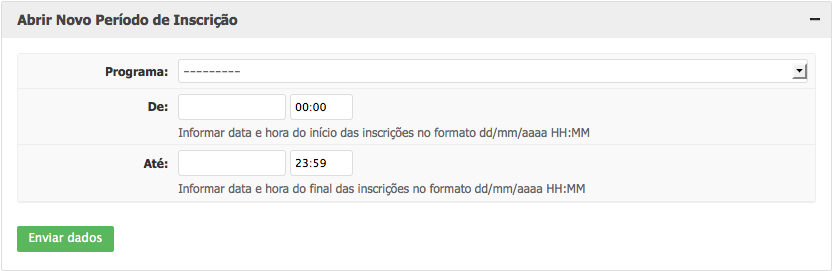 Abrir Novo Período de Inscrição
Programa: ---------
De: 00:00
Informar data e hora do início das inscrições no formato dd/mm/aaaa HH:MM
Até: 23:59
Informar data e hora do final das inscrições no formato dd/mm/aaaa HH:MM
Enviar dados